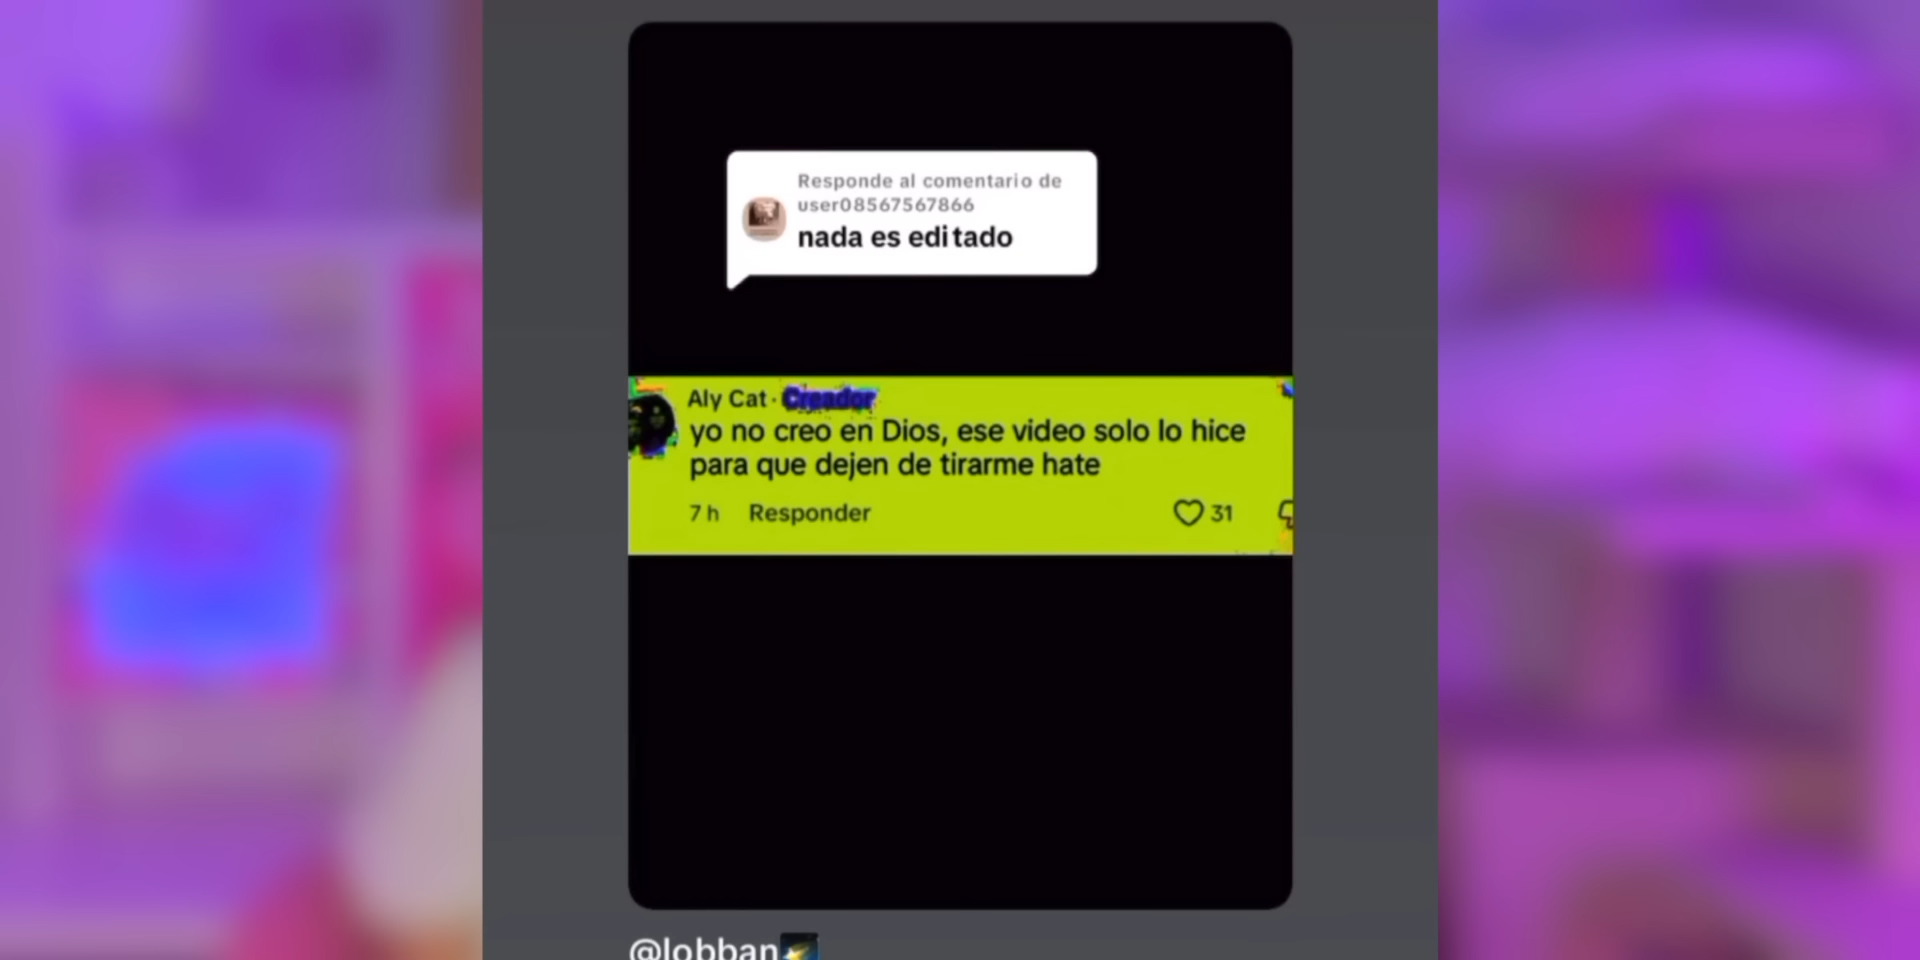 Responde al comentario de
user08567567866
nada es editado
Aly Cat · Creador
yo no creo en Dios, ese video solo lo hice
para que dejen de tirarme hate
7 h Responder 31
@lobban